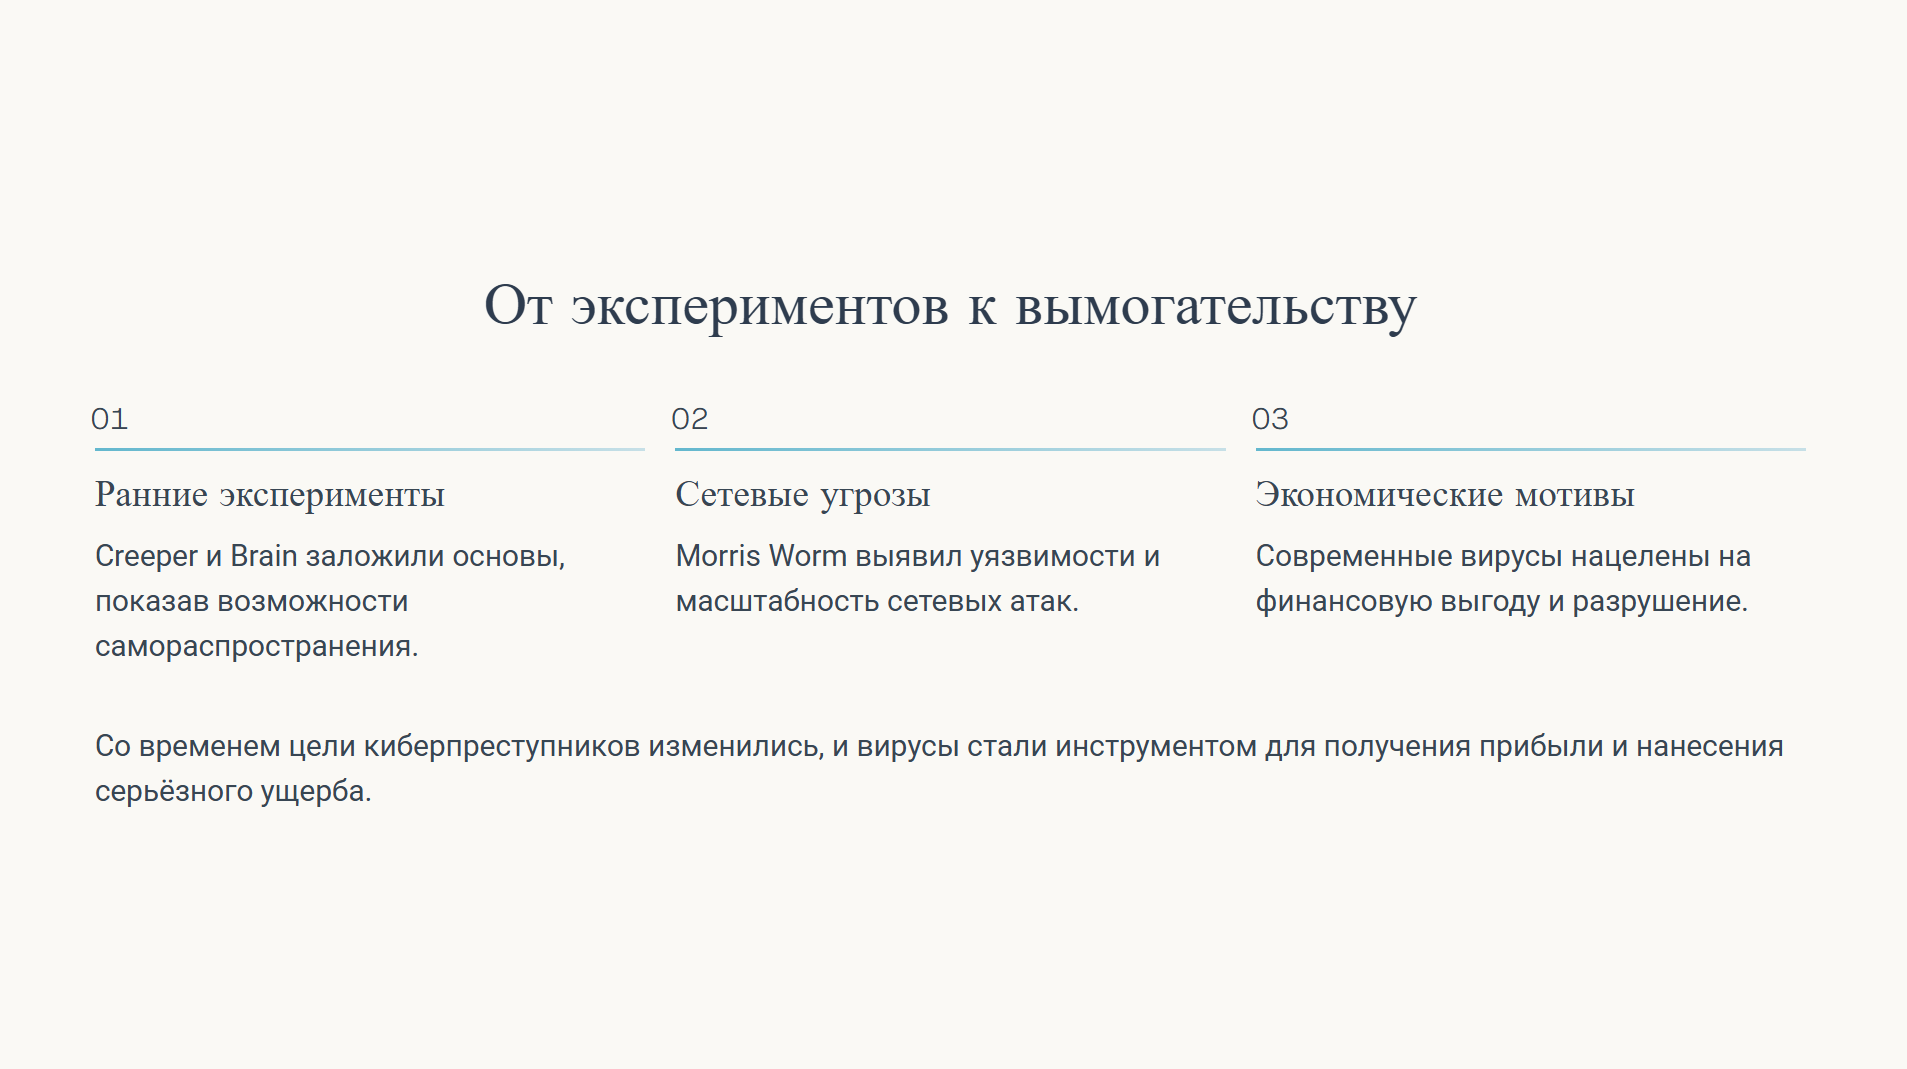 От экспериментов к вымогательству
01
Ранние эксперименты
Creeper и Brain заложили основы,
показав возможности
самораспространения.
02
Сетевые угрозы
Morris Worm выявил уязвимости и
масштабность сетевых атак.
03
Экономические мотивы
Современные вирусы нацелены на
финансовую выгоду и разрушение.
Со временем цели киберпреступников изменились, и вирусы стали инструментом для получения прибыли и нанесения
серьёзного ущерба.